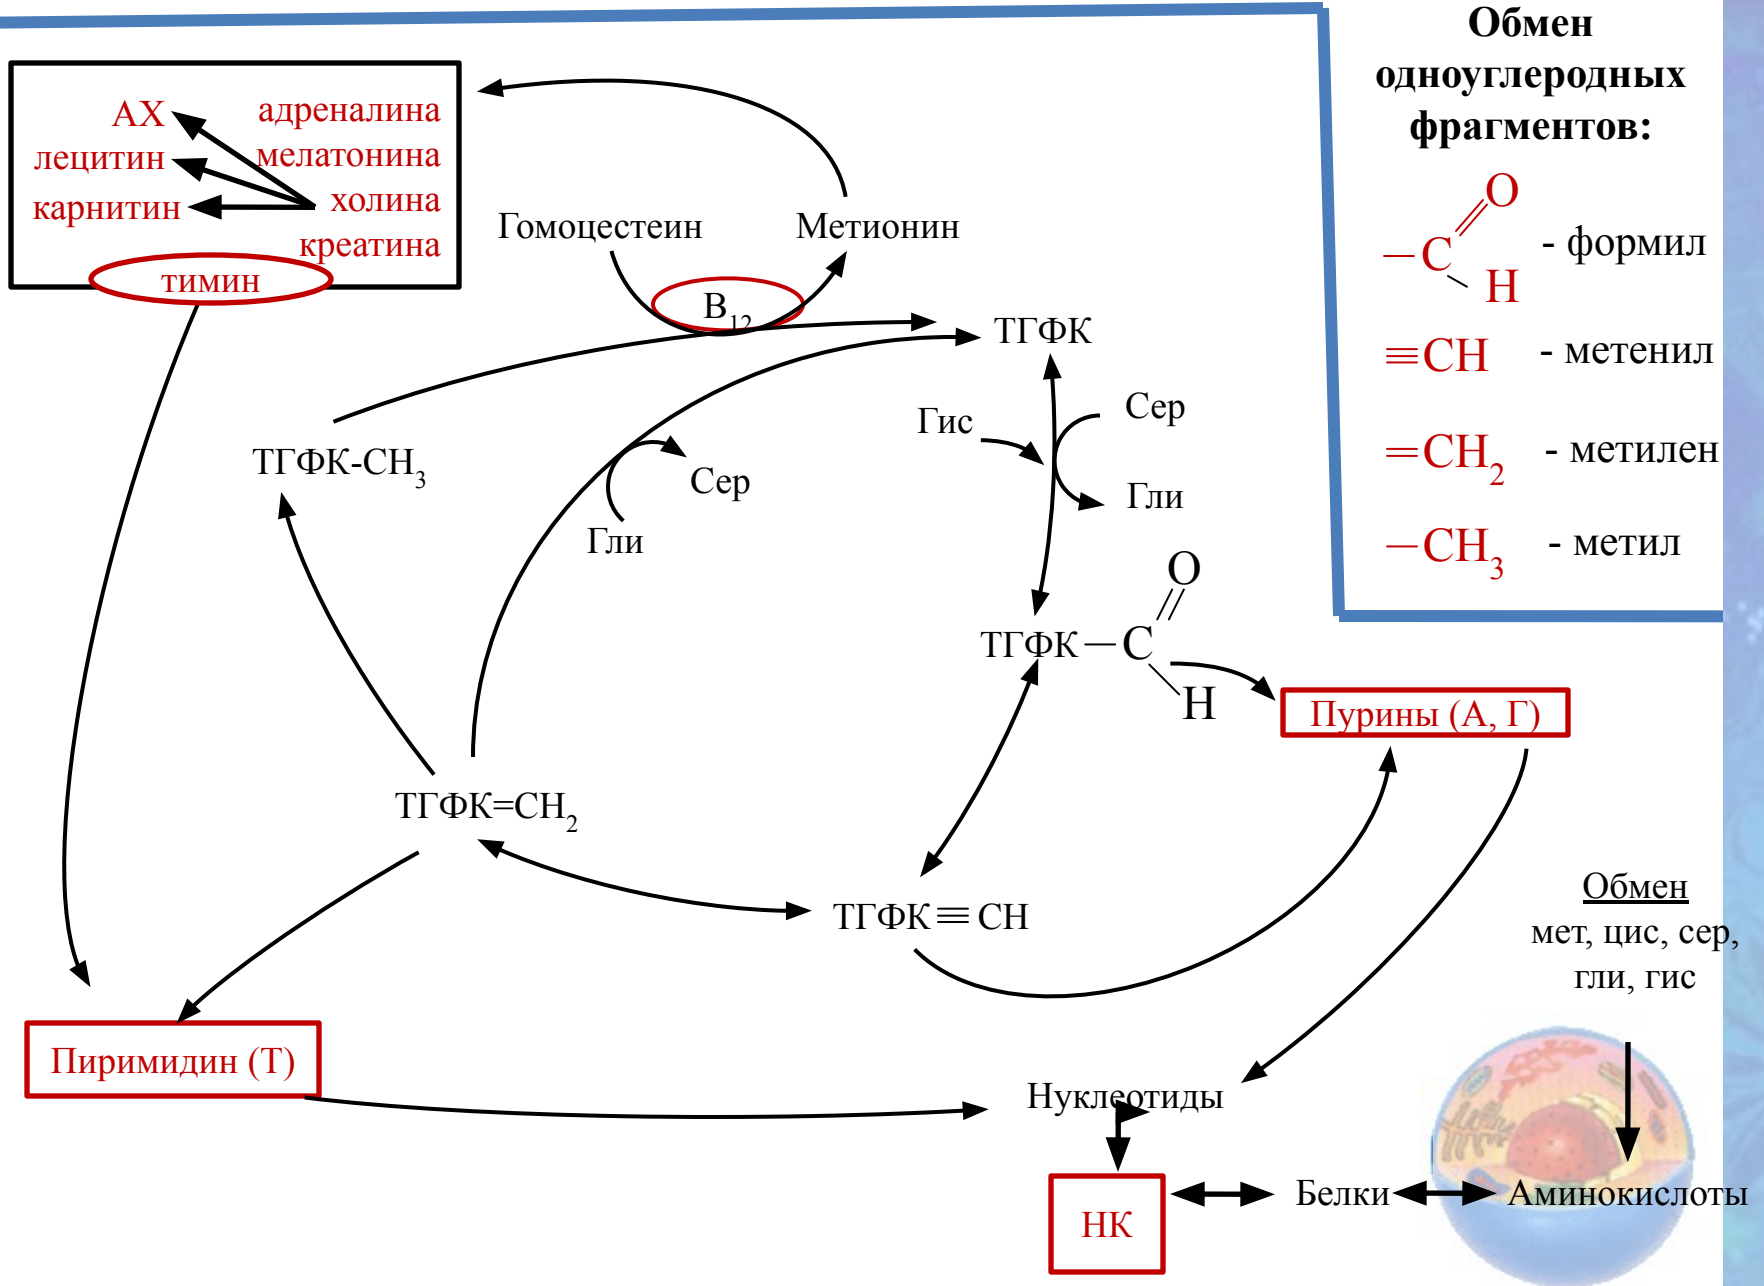 Обмен
одноуглеродных
фрагментов:
O
– C
H
- формил
≡CH - метенил
=CH2 - метилен
–CH3 - метил
АХ
лецитин
карнитин
адреналина
мелатонина
холина
креатина
тимин
Гомоцестеин
Метионин
B12
ТГФК
Гис
Сер
Гли
ТГФК-CH3
Сер
Гли
O
ТГФК – C
H
Пурины (А, Г)
ТГФК=CH2
ТГФК ≡ CH
Обмен
мет, цис, сер,
гли, гис
Пиримидин (Т)
Нуклеотиды
НК
Белки
Аминокислоты